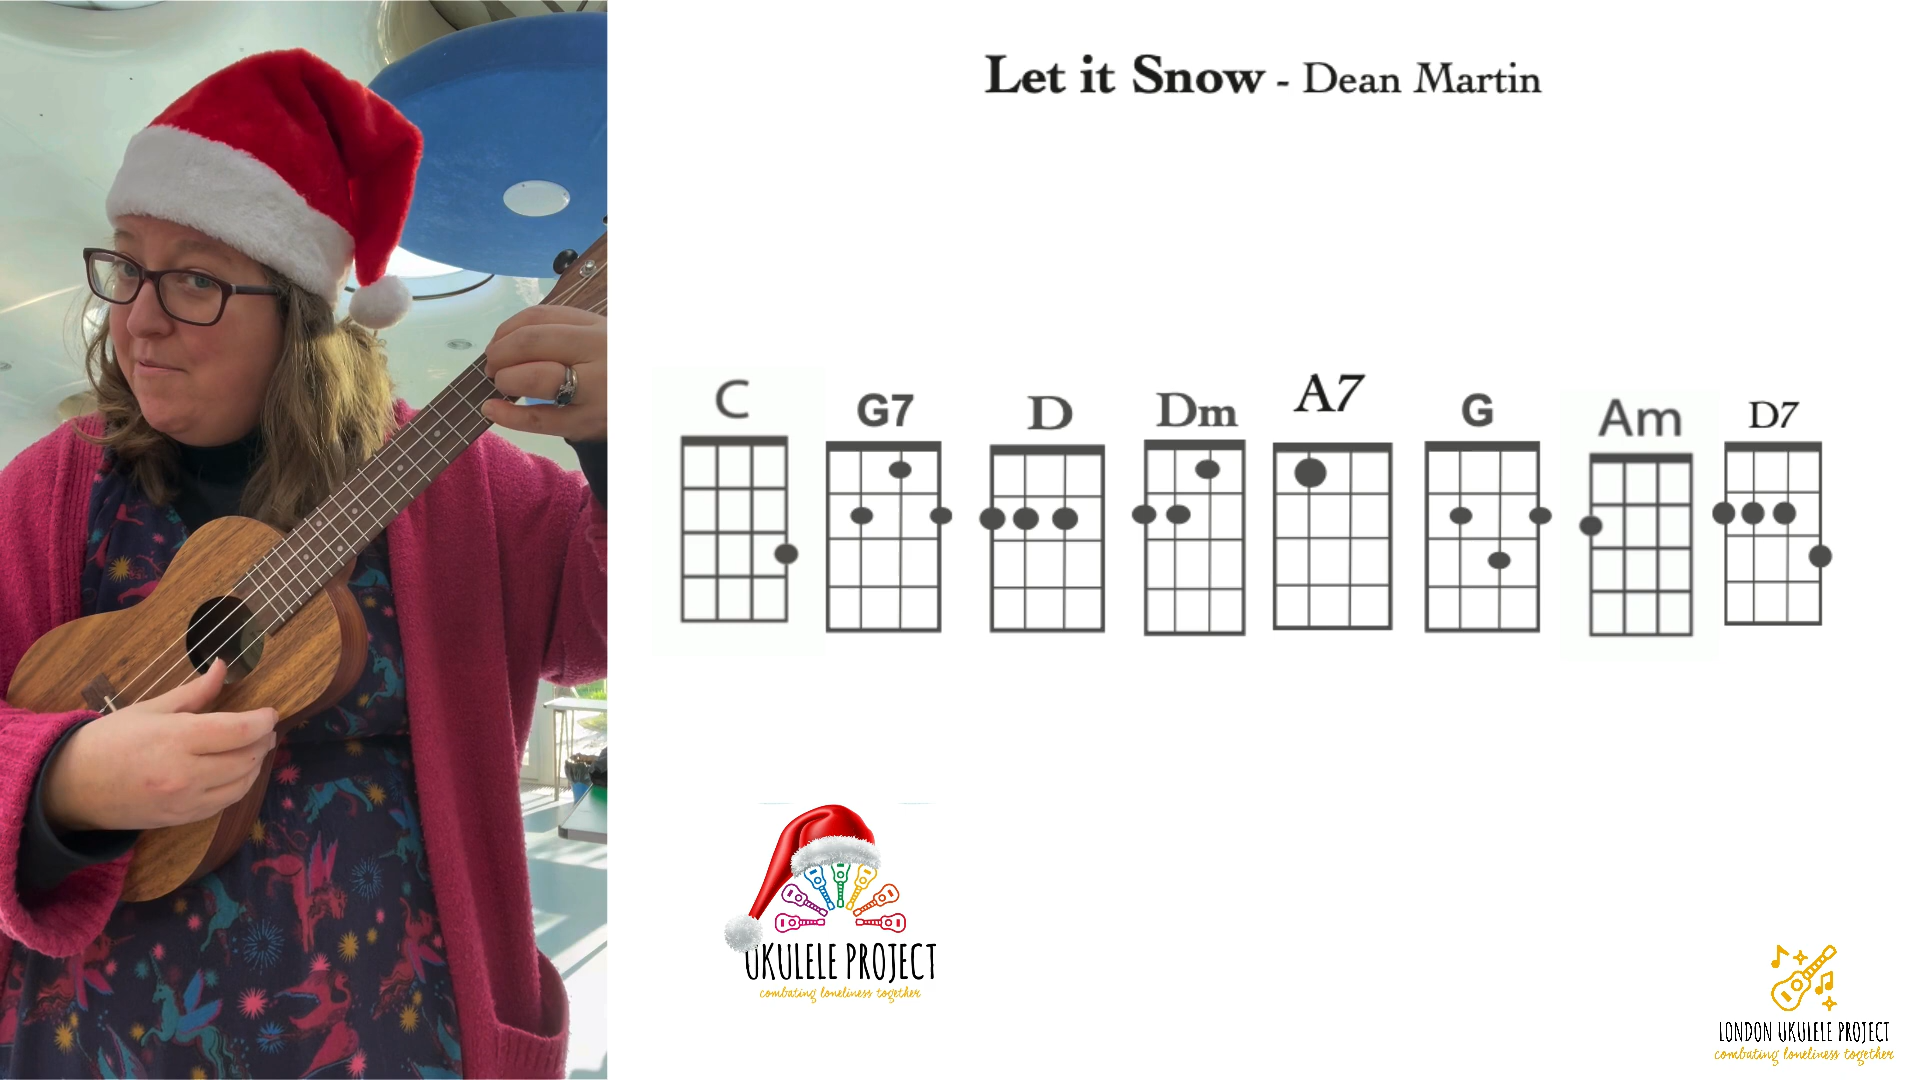 Let it Snow - Dean Martin
C G7 D Dm A7 G Am D7
UKULELE PROJECT
combating loneliness together
LONDON UKULELE PROJECT
combating loneliness together